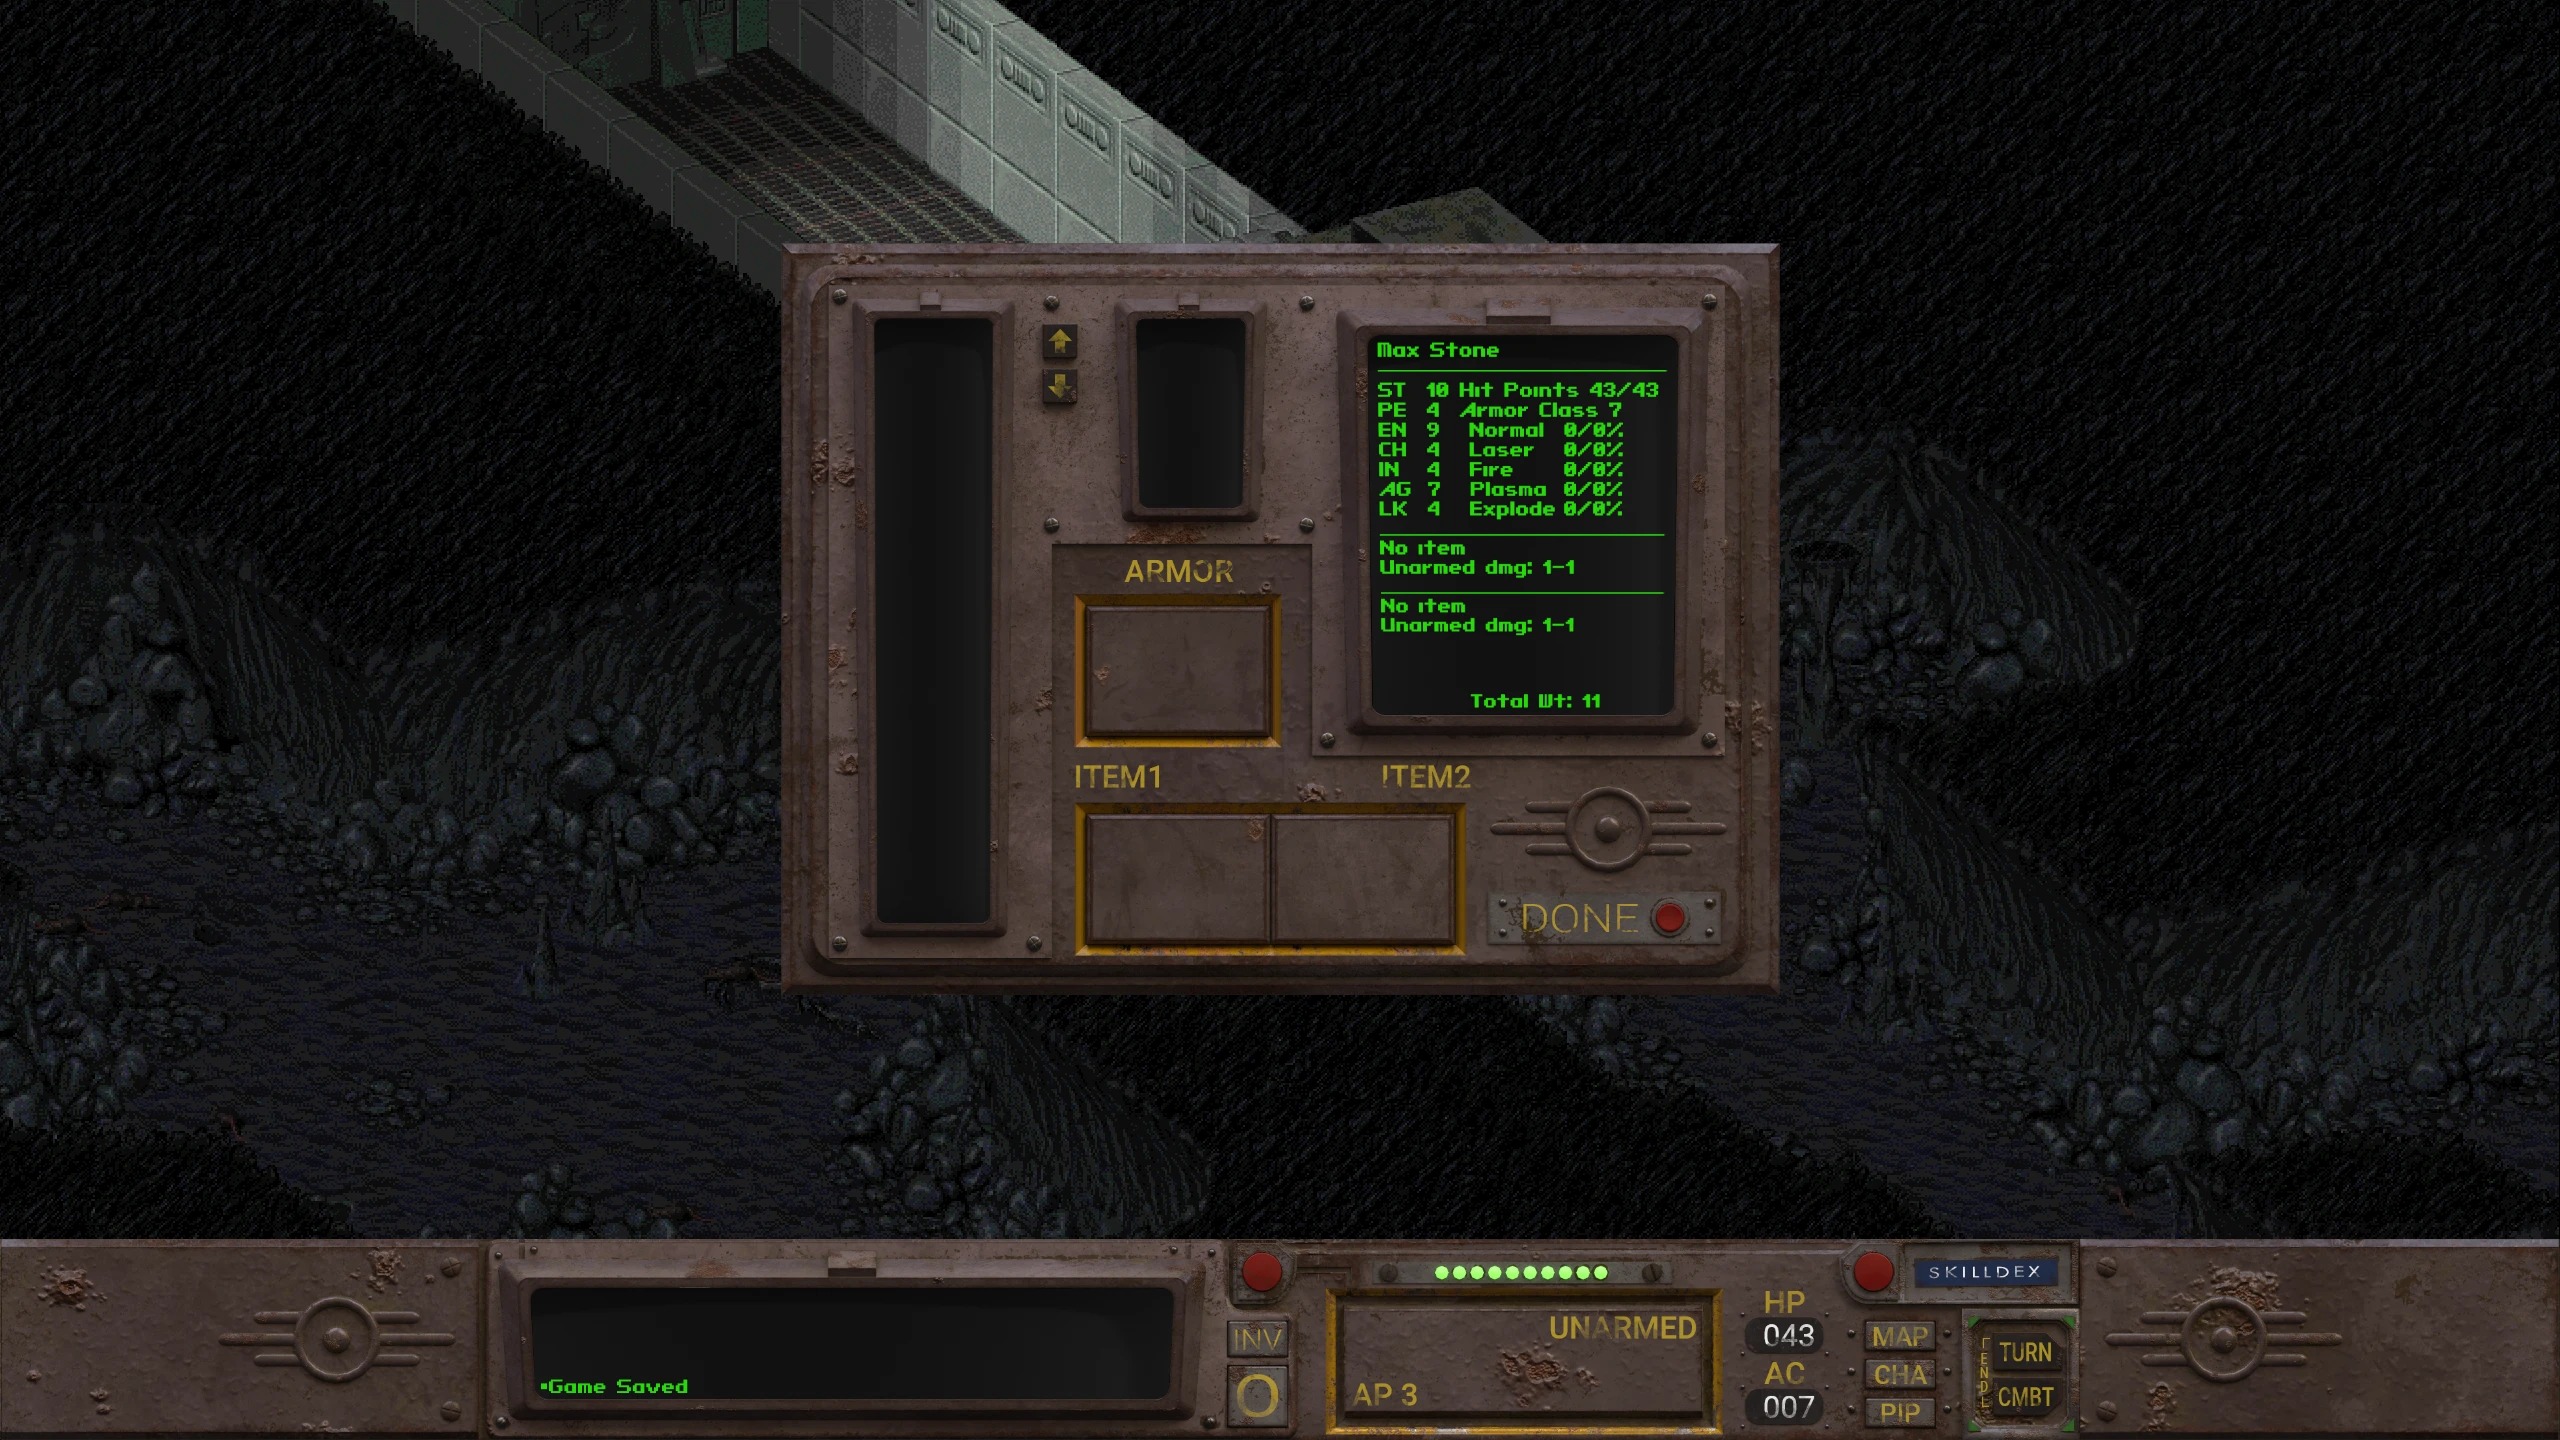 Max Stone
ST 10 Hit Points 43/43
PE 4 Armor Class 7
EN 9 Normal 0/0%
CH 4 Laser 0/0%
IN 4 Fire 0/0%
AG 7 Plasma 0/0%
LK 4 Explode 0/0%
No item
Unarmed dmg: 1-1
No item
Unarmed dmg: 1-1
Total Wt: 11
ARMOR
ITEM1 ITEM2
DONE
•Game Saved
INV
O
UNARMED
AP 3
HP
043
AC
007
MAP
CHA
PIP
SKILLDEX
END
TURN
CMBT